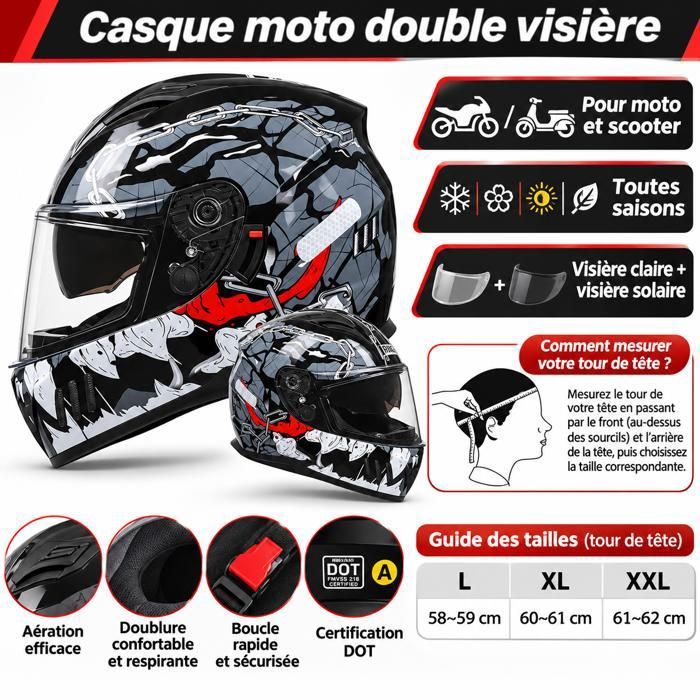 Casque moto double visière
Pour moto
et scooter
Toutes
saisons
Visière claire +
visière solaire
+
Comment mesurer
votre tour de tête ?
Mesurez le tour de
votre tête en passant
par le front (au-dessus
des sourcils) et l'arrière
de la tête, puis choisissez
la taille correspondante.
Aération
efficace
Doublure
confortable
et respirante
Boucle
rapide
et sécurisée
DOT
FMVSS 218
CERTIFIED
A
Certification
DOT
Guide des tailles (tour de tête)
L XL XXL
58~59 cm 60~61 cm 61~62 cm